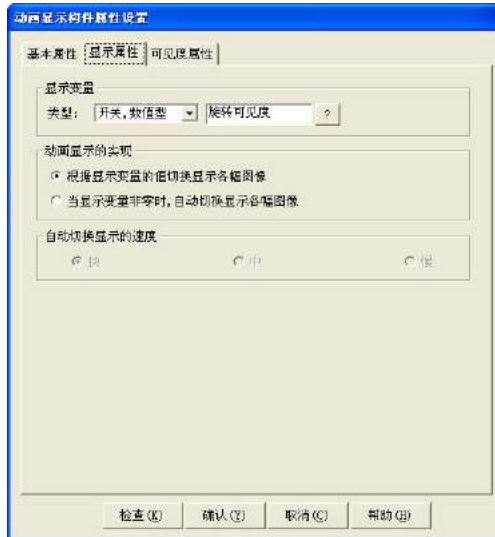 动画显示构件属性设置
基本属性 显示属性 可见度属性
显示变量
类型: 开关,数值型 旋转可见度 ?
动画显示的实现
根据显示变量的值切换显示各幅图像
当显示变量非零时,自动切换显示各幅图像
自动切换显示的速度
快 中 慢
检查(K) 确认(Y) 取消(C) 帮助(H)